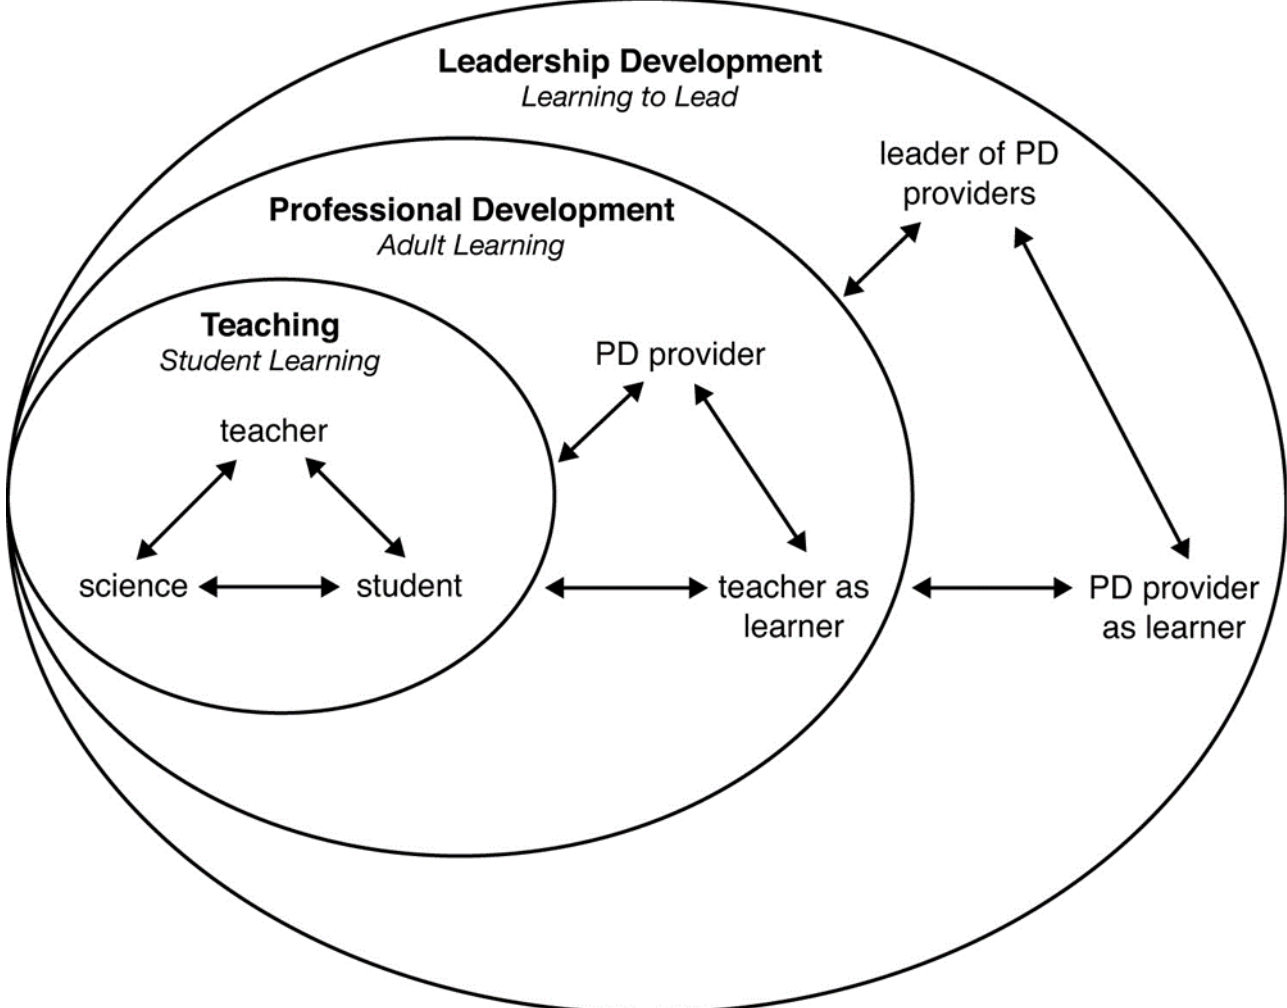 Leadership Development
Learning to Lead
leader of PD
providers
Professional Development
Adult Learning
Teaching
Student Learning
PD provider
teacher
science
student
teacher as
learner
PD provider
as learner